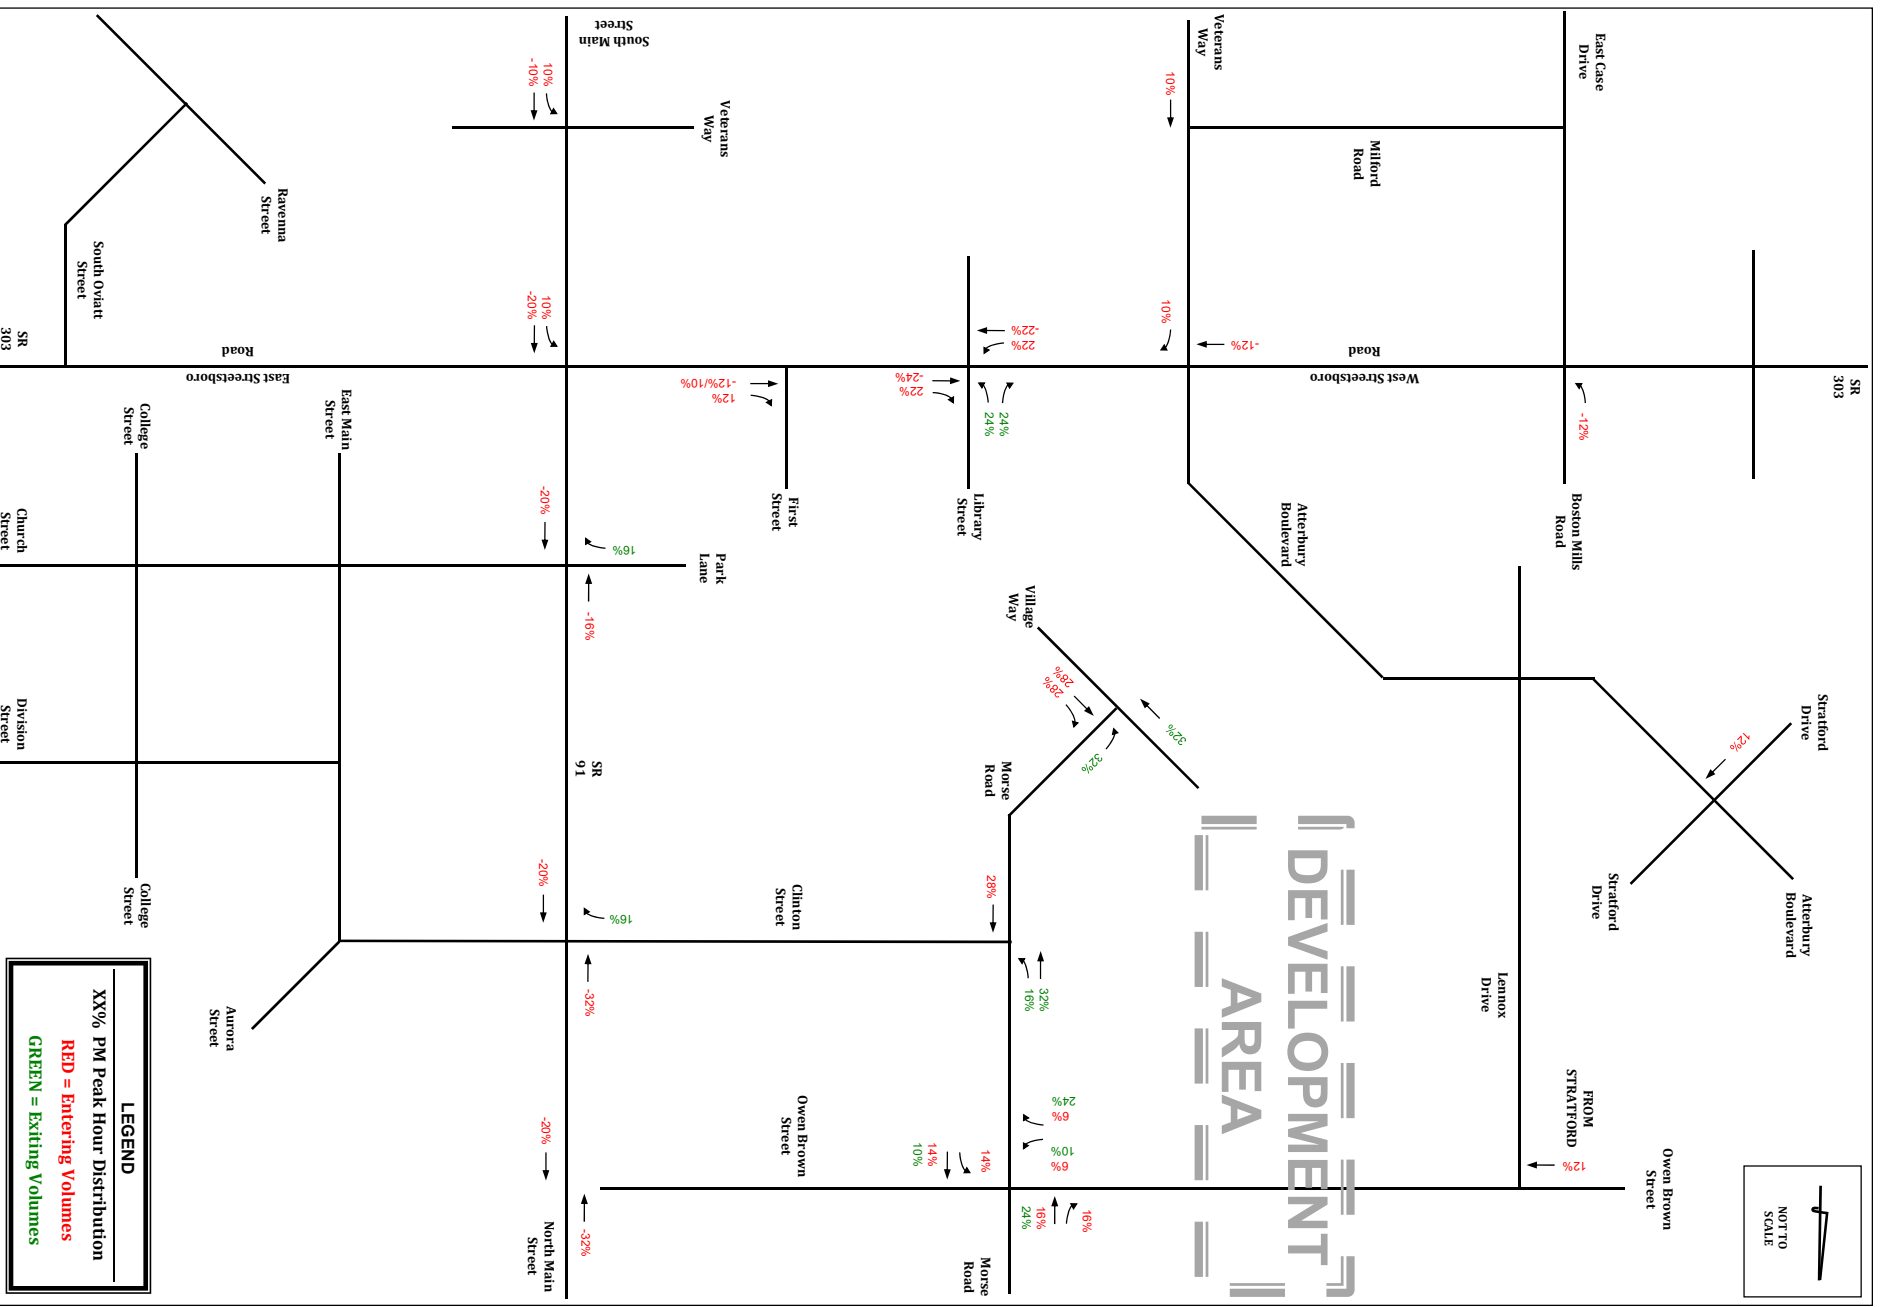 South Main
Street
10%
-10%
Veterans
Way
Veterans
Way
10%
East Case
Drive
Milford
Road
Ravenna
Street
South Oviatt
Street
SR
303
Road
East Streetsboro
10%
-20%
-22%
22%
10%
-12%
Road
West Streetsboro
SR
303
-12%/10%
12%
-24%
22%
24%
24%
-12%
College
Street
East Main
Street
First
Street
Library
Street
Boston Mills
Road
Atterbury
Boulevard
Church
Street
-20%
16%
Park
Lane
-16%
Village
Way
28%
28%
32%
32%
Division
Street
SR
91
Morse
Road
Stratford
Drive
12%
Stratford
Drive
Atterbury
Boulevard
College
Street
-20%
16%
Clinton
Street
28%
-32%
16%
32%
DEVELOPMENT
AREA
Lennox
Drive
Aurora
Street
FROM
STRATFORD
12%
Owen Brown
Street
Owen Brown
Street
24%
6%
10%
6%
14%
14%
10%
16%
16%
24%
-20%
-32%
North Main
Street
Morse
Road
LEGEND
XX% PM Peak Hour Distribution
RED = Entering Volumes
GREEN = Exiting Volumes
NOT TO
SCALE